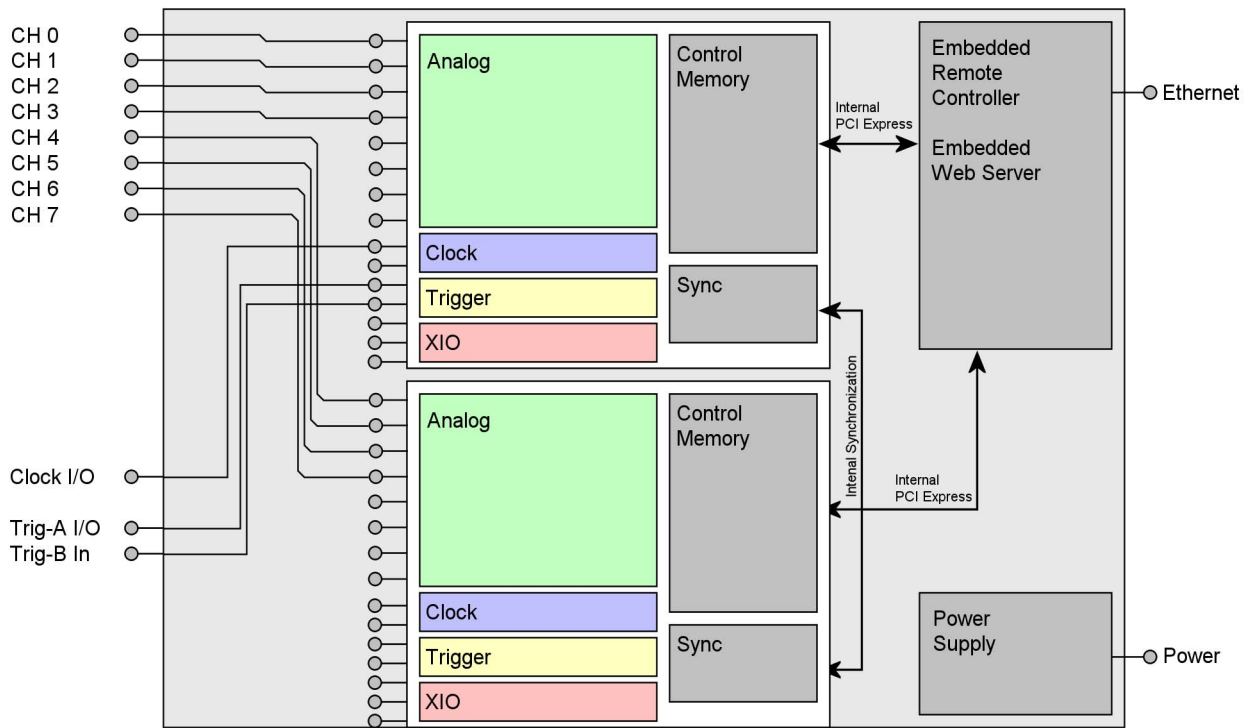 CH 0
CH 1
CH 2
CH 3
CH 4
CH 5
CH 6
CH 7
Clock I/O
Trig-A I/O
Trig-B In
Analog
Clock
Trigger
XIO
Control
Memory
Sync
Analog
Clock
Trigger
XIO
Control
Memory
Sync
Internal
PCI Express
Intenal Synchronization
Internal
PCI Express
Embedded
Remote
Controller
Embedded
Web Server
Ethernet
Power
Supply
Power